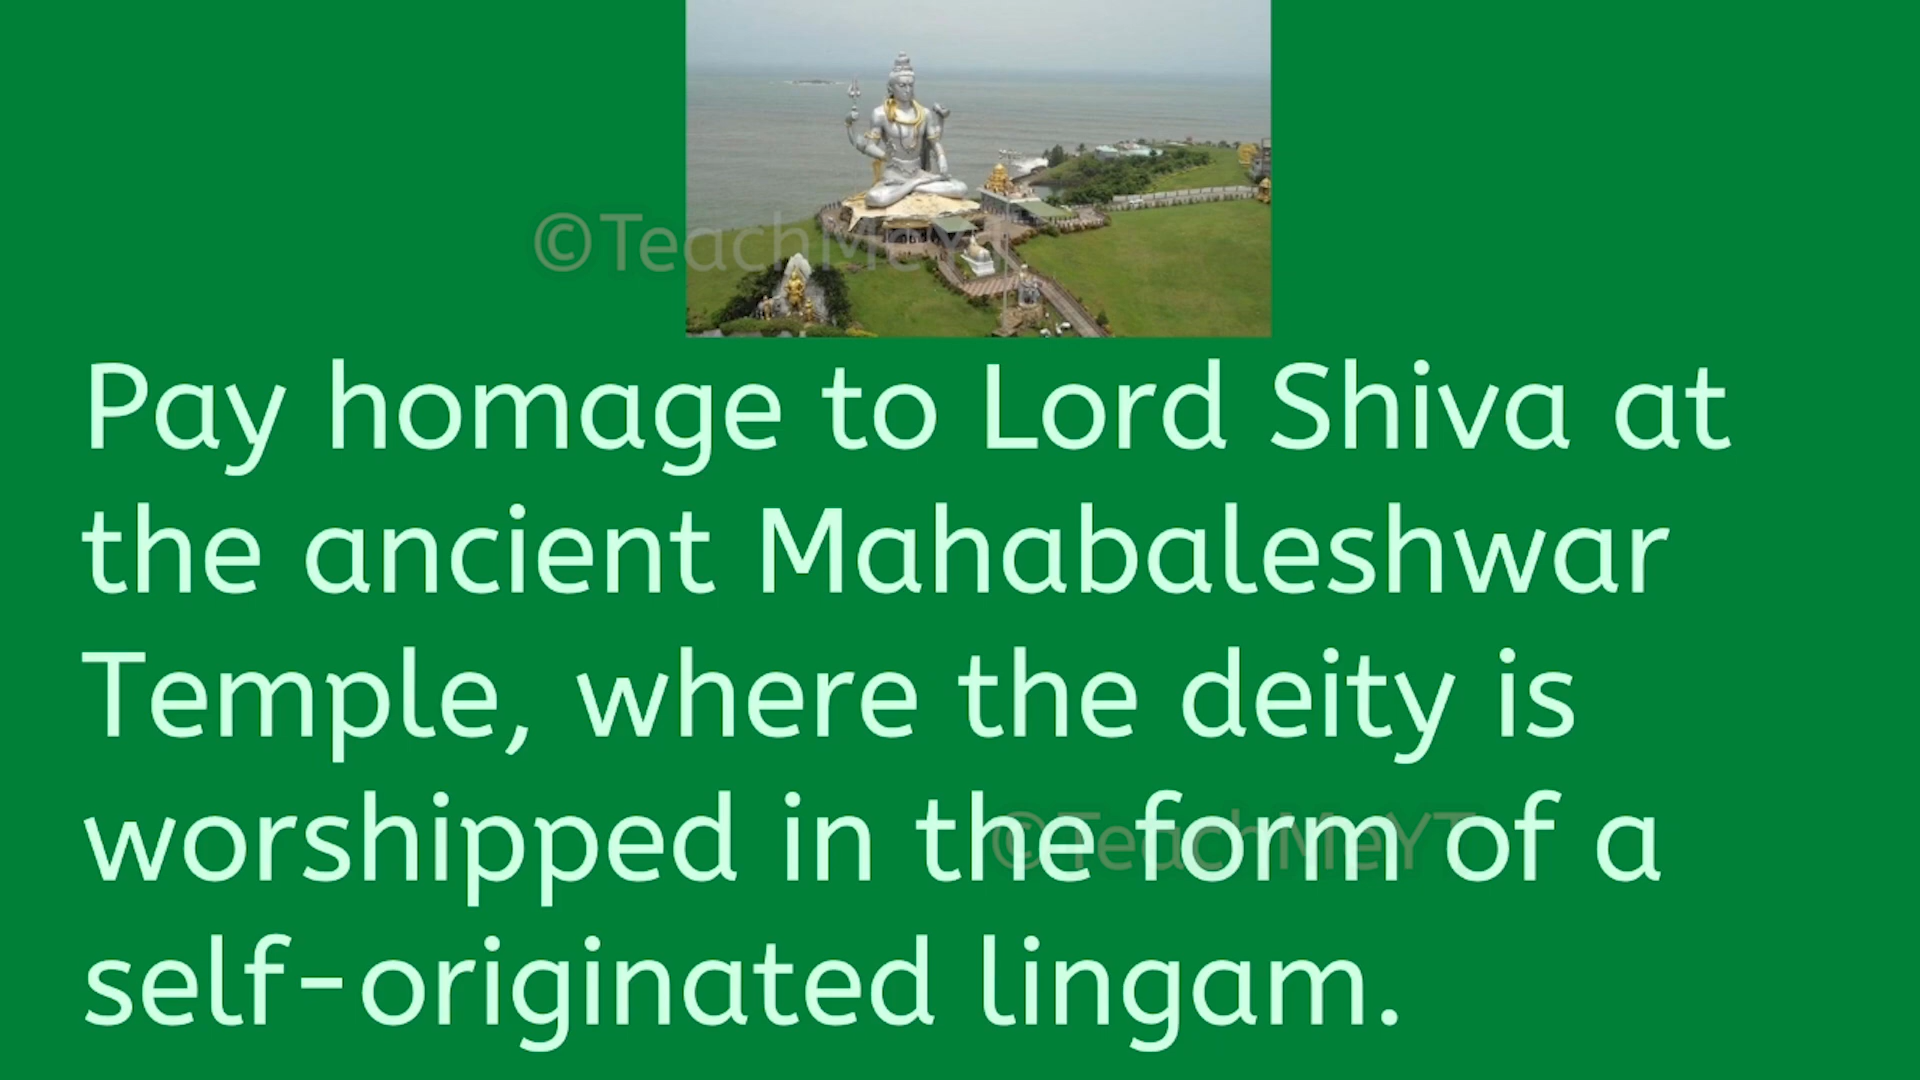 ©TeachMeYT
Pay homage to Lord Shiva at
the ancient Mahabaleshwar
Temple, where the deity is
worshipped in the form of a
©TeachMeYT
self-originated lingam.